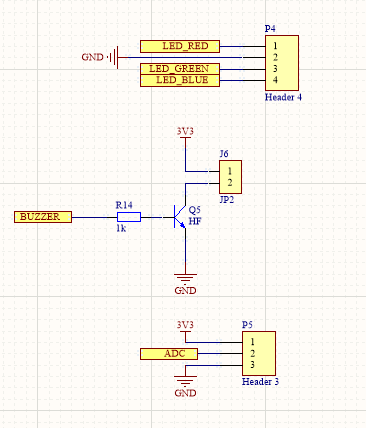 P4
LED_RED 1
GND 2
LED_GREEN 3
LED_BLUE 4
Header 4
3V3
J6
1
2
JP2
R14
Q5
BUZZER
HF
1k
GND
3V3
P5
1
ADC 2
3
Header 3
GND